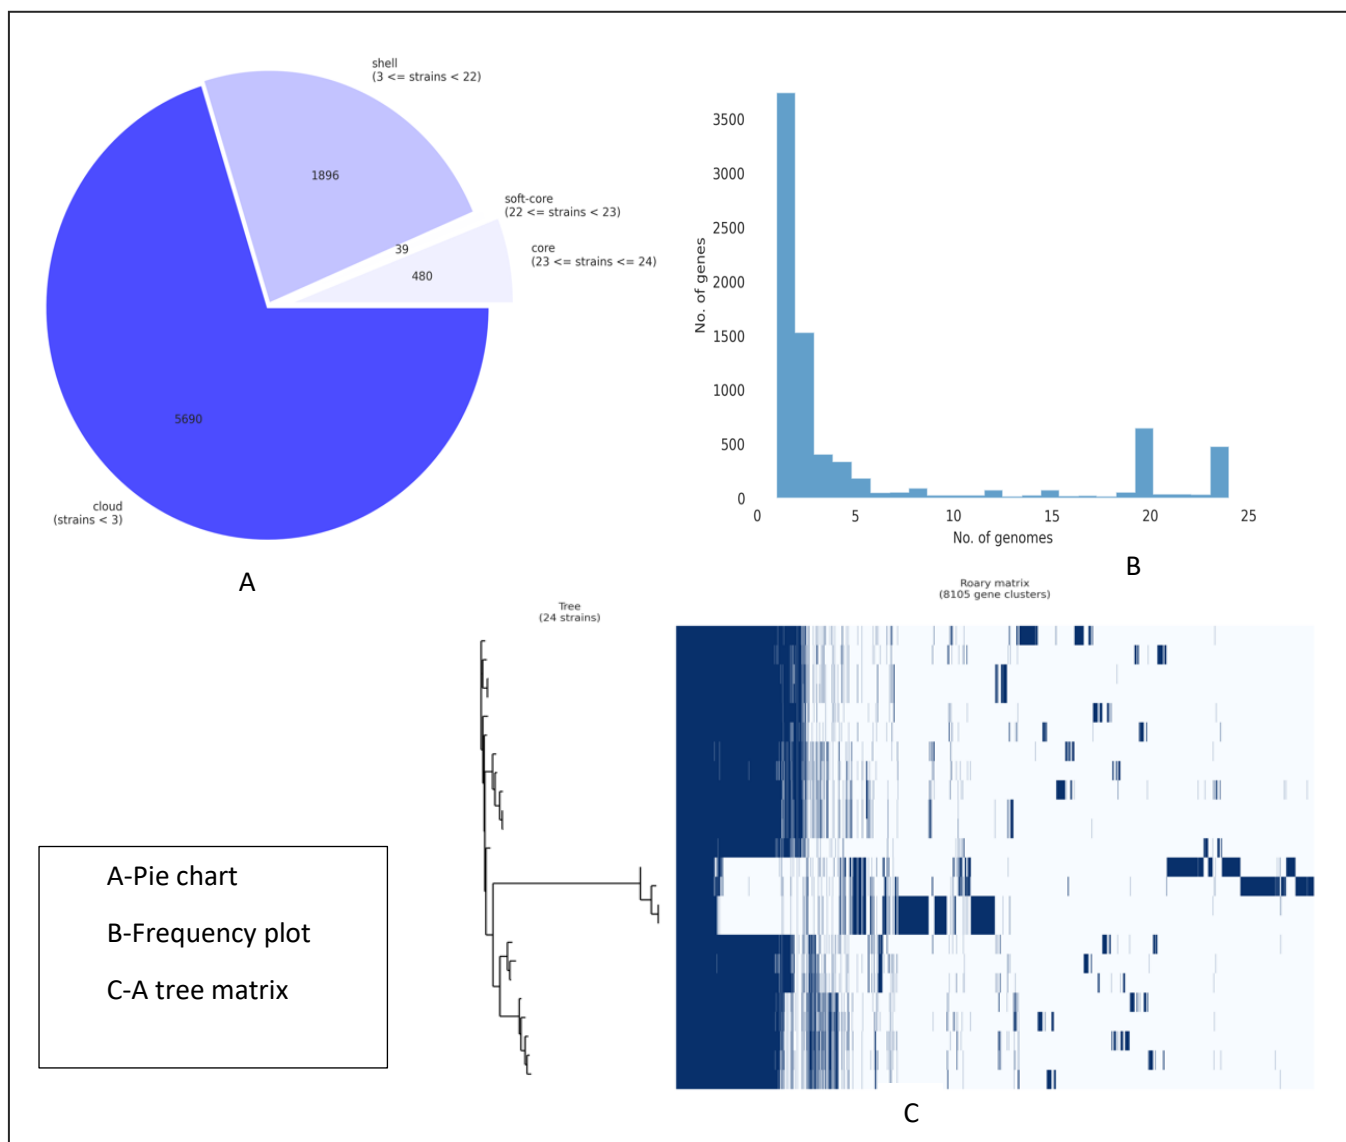 shell
(3 <= strains < 22)
1896
soft-core
(22 <= strains < 23)
39
core
(23 <= strains <= 24)
480
5690
cloud
(strains < 3)
A
No. of genes
3500
3000
2500
2000
1500
1000
500
0
0 5 10 15 20 25
No. of genomes
B
Tree
(24 strains)
Roary matrix
(8105 gene clusters)
A-Pie chart
B-Frequency plot
C-A tree matrix
C